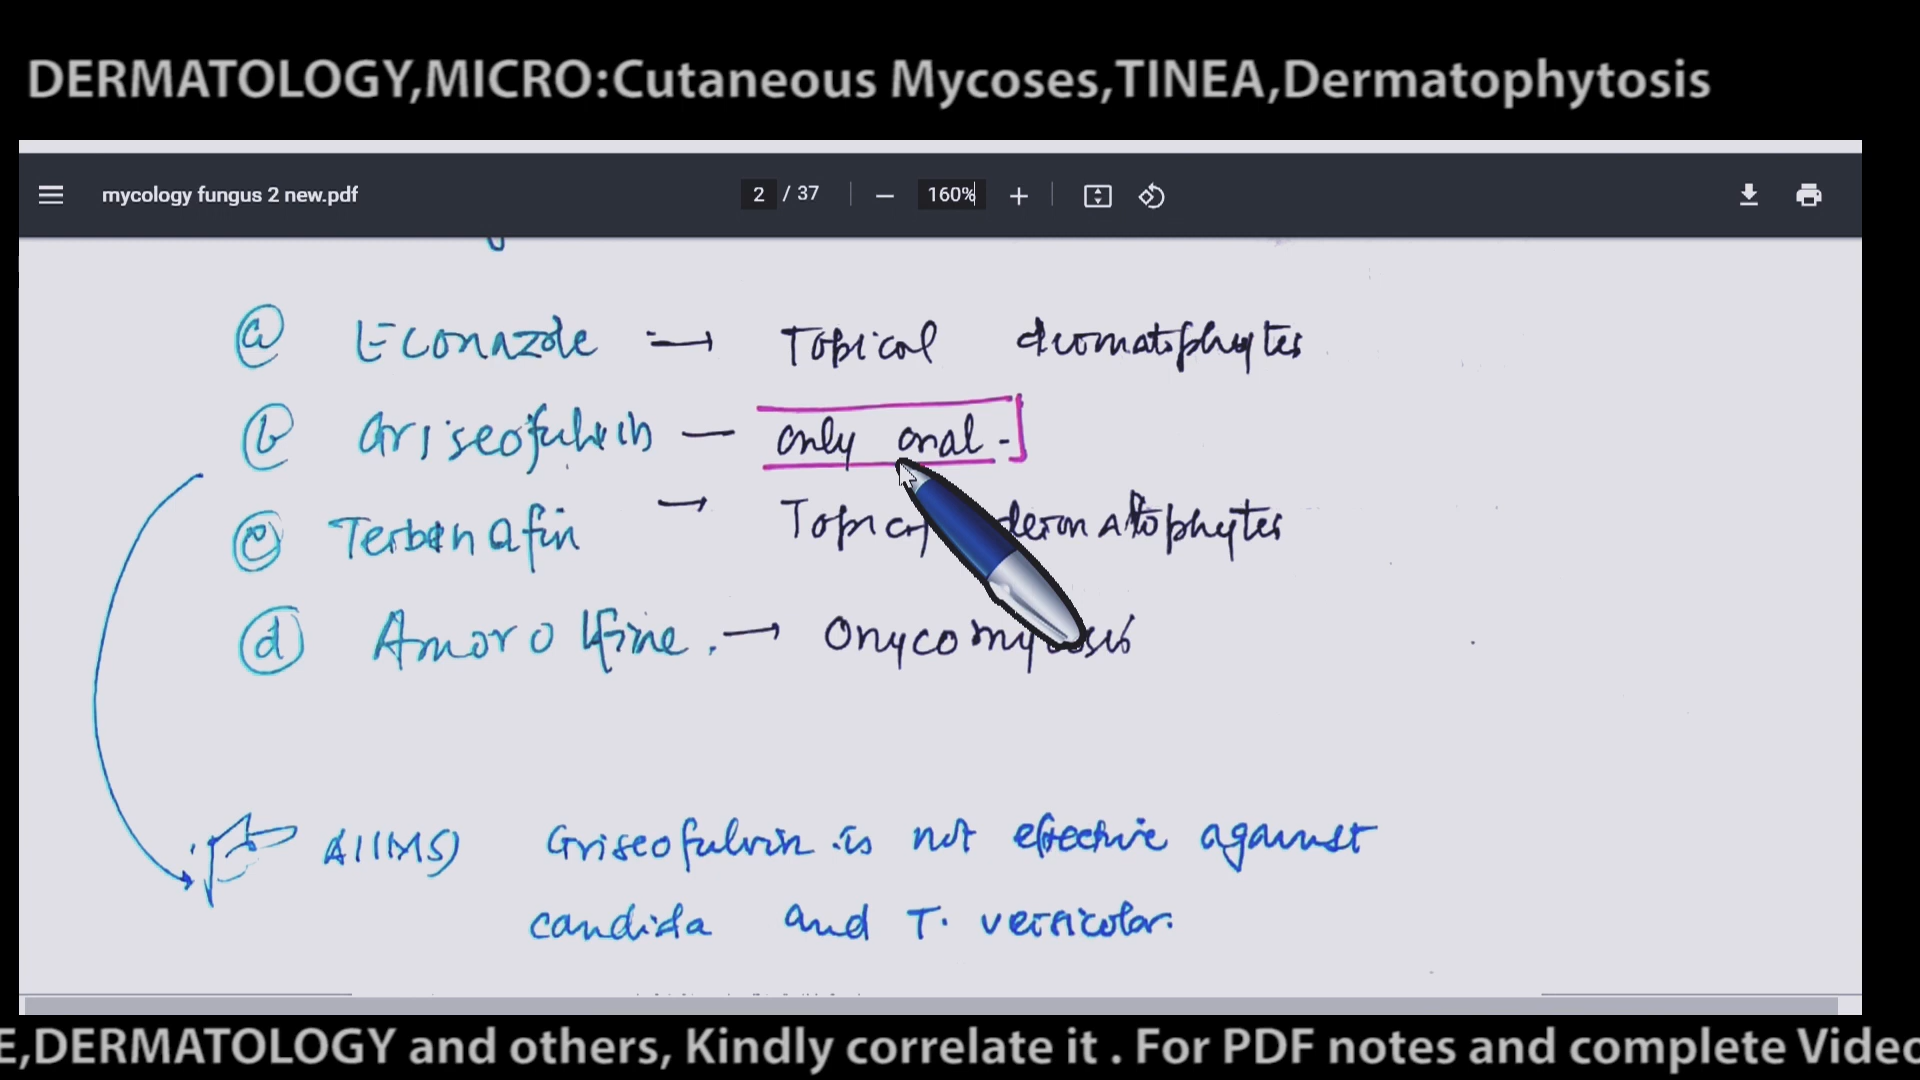 DERMATOLOGY,MICRO:Cutaneous Mycoses,TINEA,Dermatophytosis
mycology fungus 2 new.pdf
2 / 37
160%
a Econazole → Topical dermatophytes
b Griseofulvin — only oral -
c Terbinafin → Topical dermatophytes
d Amorolfine. → Onycomycosis
AIIMS) Griseofulvin is not effective against
candida and T. versicolor.
E,DERMATOLOGY and others, Kindly correlate it . For PDF notes and complete Video